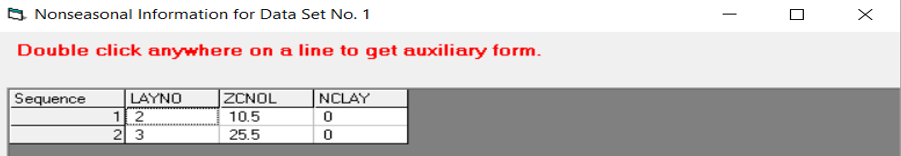 Nonseasonal Information for Data Set No. 1
Double click anywhere on a line to get auxiliary form.
Sequence LAYNO ZCNOL NCLAY
1 2 10.5 0
2 3 25.5 0